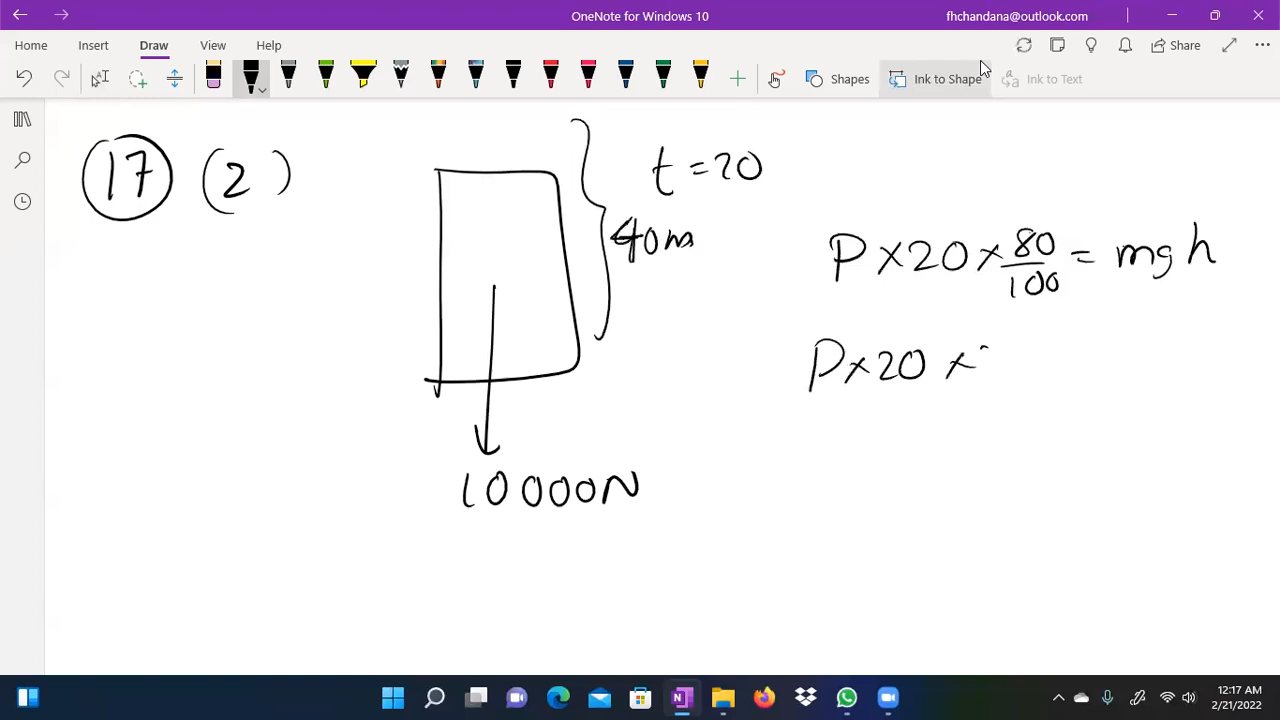 OneNote for Windows 10
fhchandana@outlook.com
Home Insert Draw View Help
Share
Shapes
Ink to Shape
Ink to Text
17 (2)
t = 20
40m
P × 20 × 80/100 = mgh
P × 20 ×
10000N
12:17 AM
2/21/2022